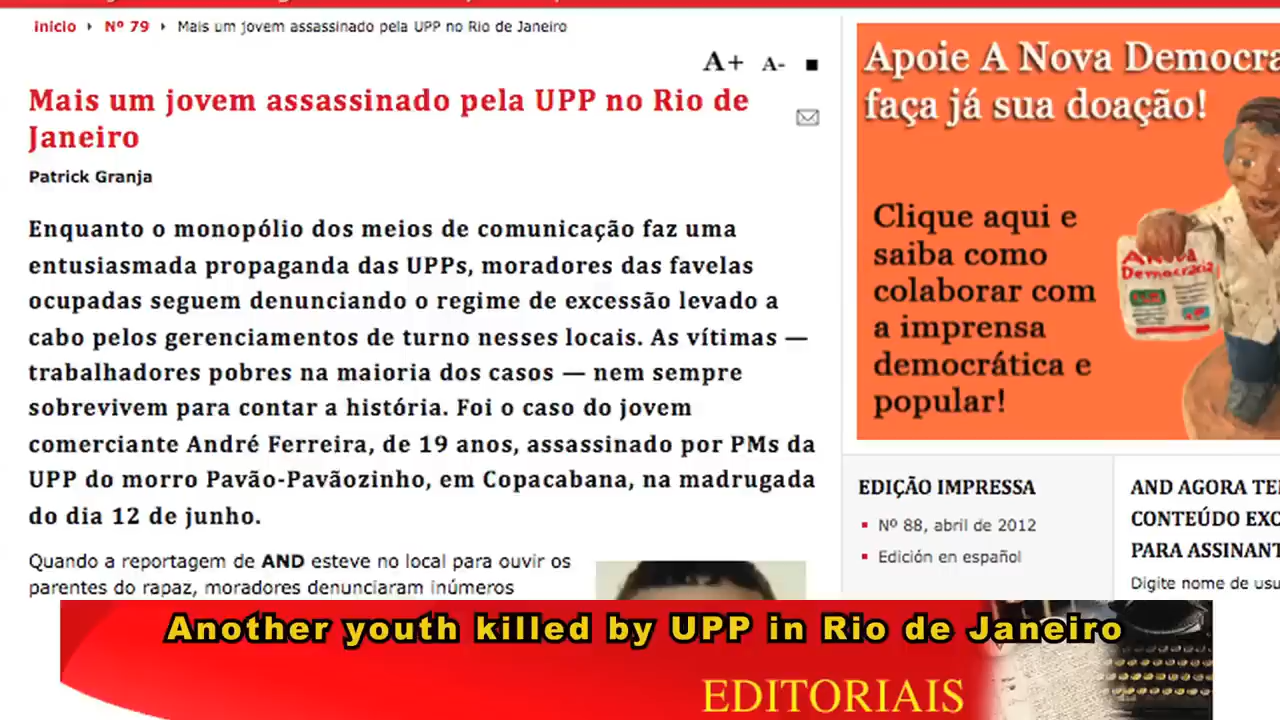 início › Nº 79 › Mais um jovem assassinado pela UPP no Rio de Janeiro
A+ A-
Mais um jovem assassinado pela UPP no Rio de
Janeiro
Patrick Granja
Enquanto o monopólio dos meios de comunicação faz uma
entusiasmada propaganda das UPPs, moradores das favelas
ocupadas seguem denunciando o regime de excessão levado a
cabo pelos gerenciamentos de turno nesses locais. As vítimas —
trabalhadores pobres na maioria dos casos — nem sempre
sobrevivem para contar a história. Foi o caso do jovem
comerciante André Ferreira, de 19 anos, assassinado por PMs da
UPP do morro Pavão-Pavãozinho, em Copacabana, na madrugada
do dia 12 de junho.
Quando a reportagem de AND esteve no local para ouvir os
parentes do rapaz, moradores denunciaram inúmeros
Apoie A Nova Democra
faça já sua doação!
Clique aqui e
saiba como
colaborar com
a imprensa
democrática e
popular!
A Nova
Democracia
EDIÇÃO IMPRESSA
Nº 88, abril de 2012
Edición en español
AND AGORA TE
CONTEÚDO EXC
PARA ASSINANT
Digite nome de usu
Another youth killed by UPP in Rio de Janeiro
EDITORIAIS